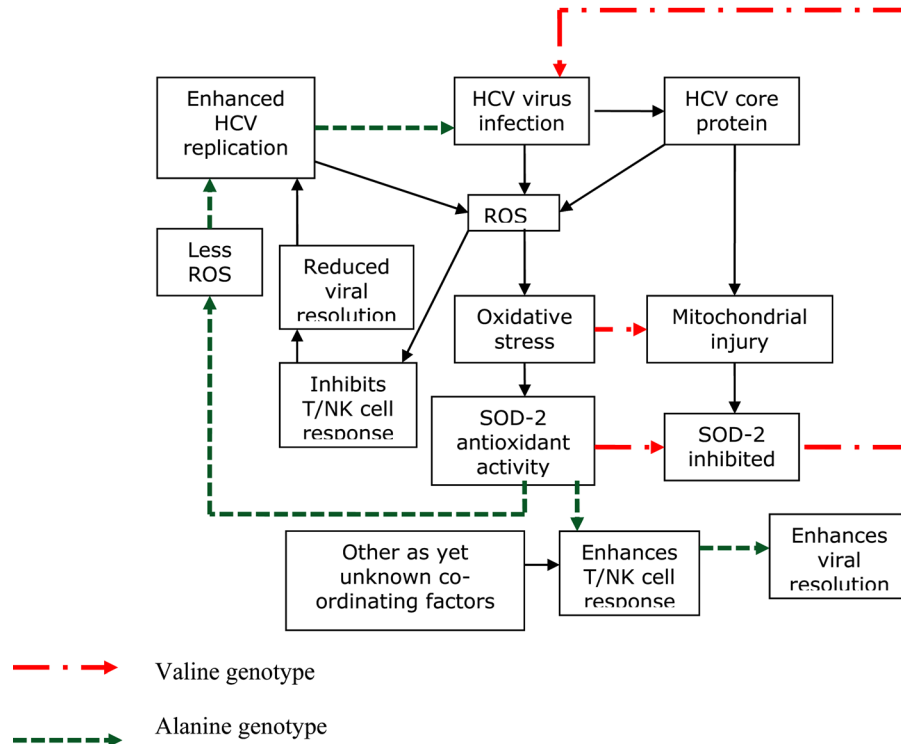 Enhanced
HCV
replication
HCV virus
infection
HCV core
protein
ROS
Less
ROS
Reduced
viral
resolution
Oxidative
stress
Mitochondrial
injury
Inhibits
T/NK cell
response
SOD-2
antioxidant
activity
SOD-2
inhibited
Other as yet
unknown co-
ordinating factors
Enhances
T/NK cell
response
Enhances
viral
resolution
Valine genotype
Alanine genotype